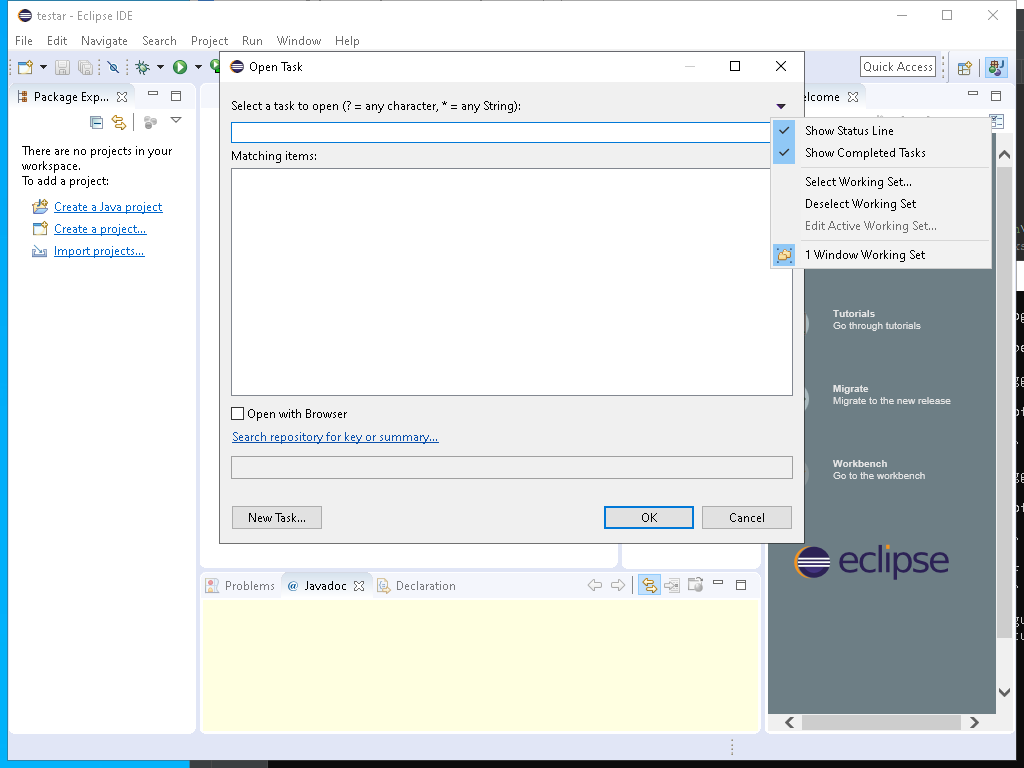 testar - Eclipse IDE
File Edit Navigate Search Project Run Window Help
Quick Access
Package Exp...
There are no projects in your
workspace.
To add a project:
Create a Java project
Create a project...
Import projects...
Open Task
Select a task to open (? = any character, * = any String):
Matching items:
Open with Browser
Search repository for key or summary...
New Task...
OK
Cancel
Show Status Line
Show Completed Tasks
Select Working Set...
Deselect Working Set
Edit Active Working Set...
1 Window Working Set
Tutorials
Go through tutorials
Migrate
Migrate to the new release
Workbench
Go to the workbench
eclipse
Problems
@ Javadoc
Declaration